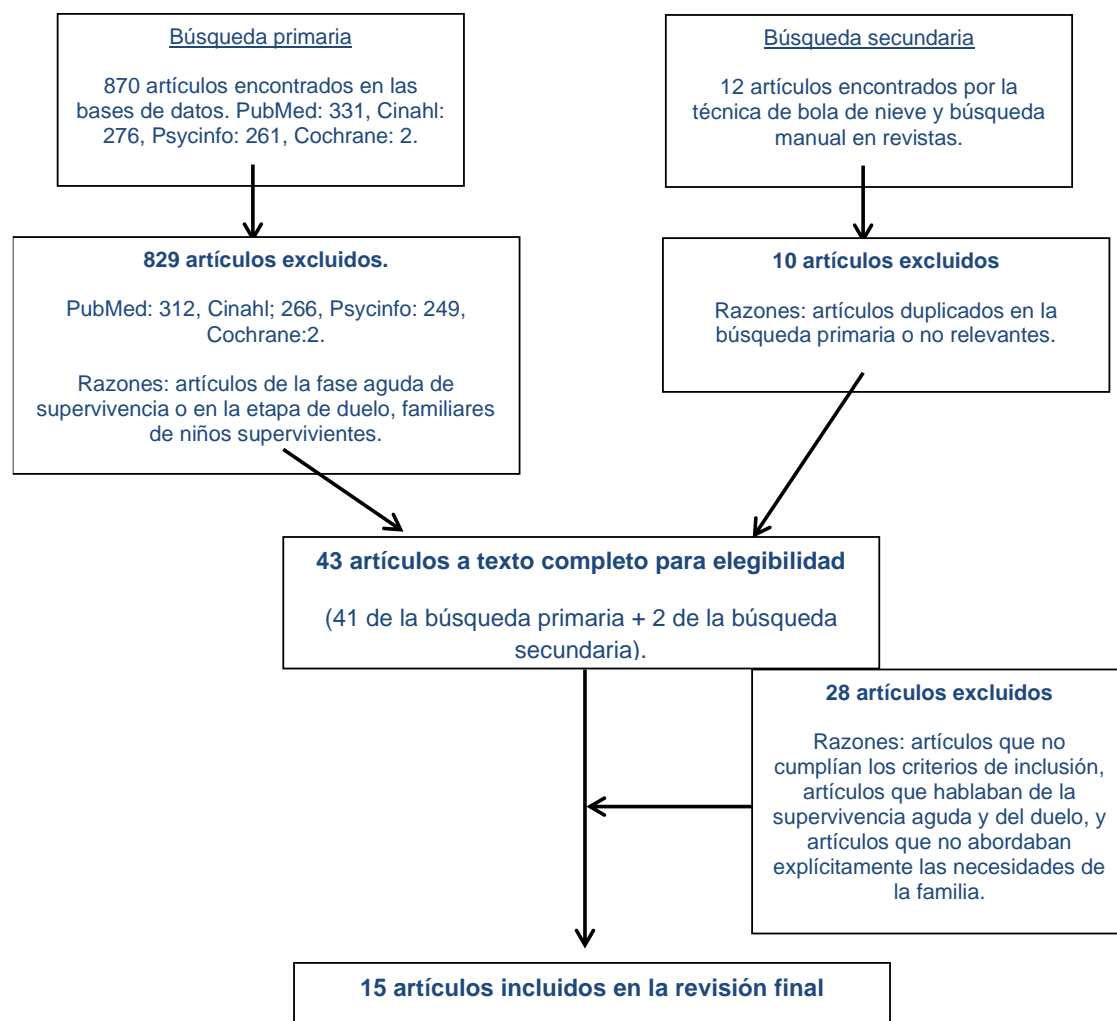 Búsqueda primaria
870 artículos encontrados en las
bases de datos. PubMed: 331, Cinahl:
276, Psycinfo: 261, Cochrane: 2.
Búsqueda secundaria
12 artículos encontrados por la
técnica de bola de nieve y búsqueda
manual en revistas.
829 artículos excluidos.
PubMed: 312, Cinahl; 266, Psycinfo: 249,
Cochrane:2.
Razones: artículos de la fase aguda de
supervivencia o en la etapa de duelo, familiares
de niños supervivientes.
10 artículos excluidos
Razones: artículos duplicados en la
búsqueda primaria o no relevantes.
43 artículos a texto completo para elegibilidad
(41 de la búsqueda primaria + 2 de la búsqueda
secundaria).
28 artículos excluidos
Razones: artículos que no
cumplían los criterios de inclusión,
artículos que hablaban de la
supervivencia aguda y del duelo, y
artículos que no abordaban
explícitamente las necesidades de
la familia.
15 artículos incluidos en la revisión final